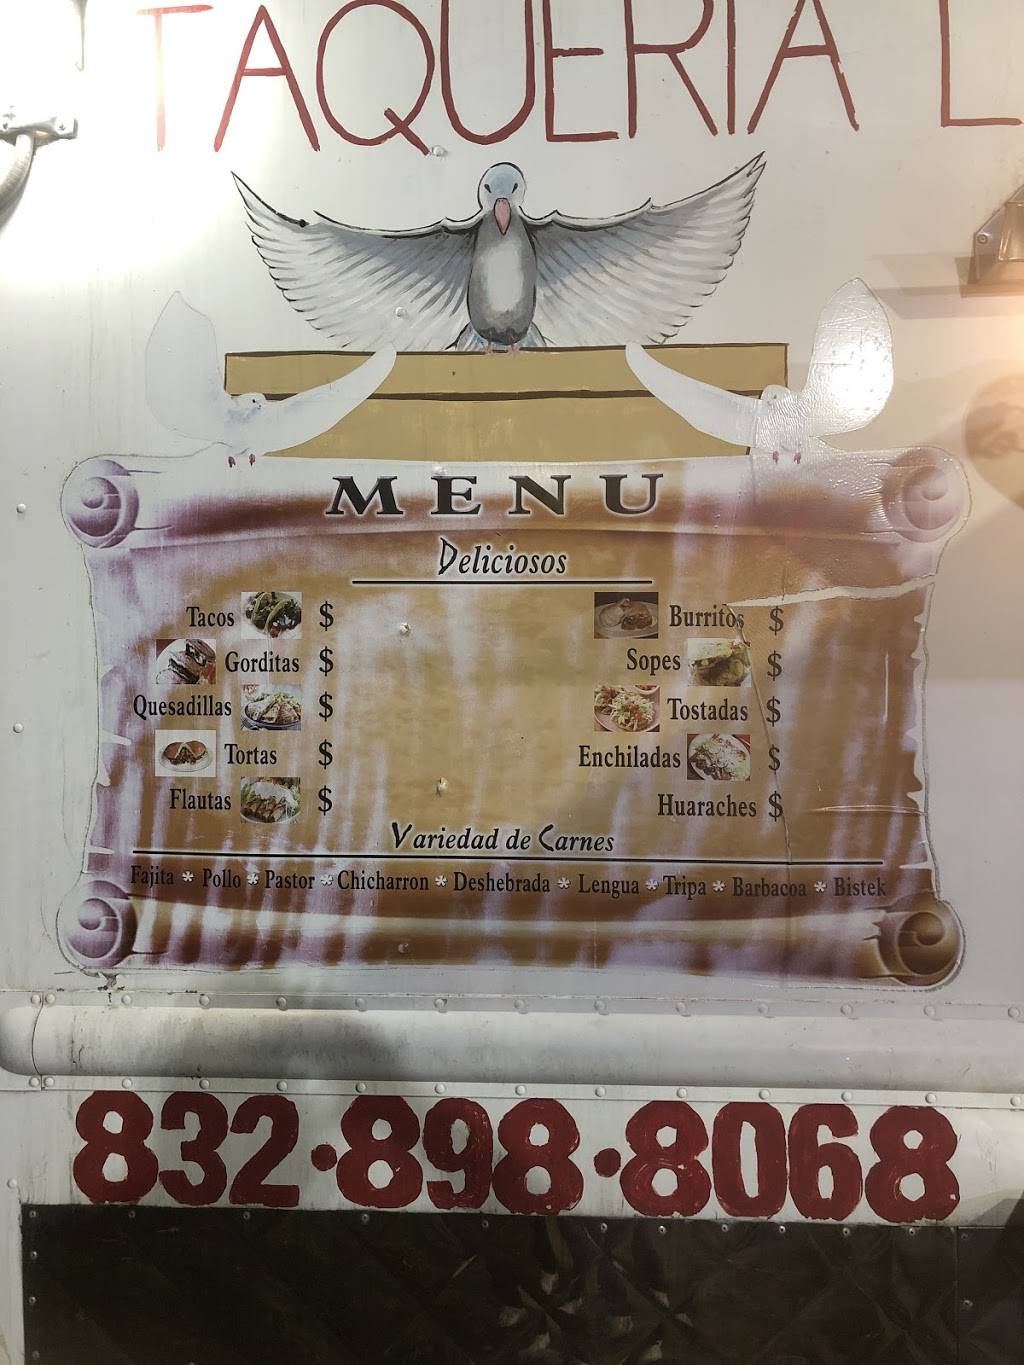 TAQUERIA L
MENU
Deliciosos
Tacos $ Burritos $
Gorditas $ Sopes $
Quesadillas $ Tostadas $
Tortas $ Enchiladas $
Flautas $ Huaraches $
Variedad de Carnes
Fajita * Pollo * Pastor * Chicharron * Deshebrada * Lengua * Tripa * Barbacoa * Bistek
832·898·8068